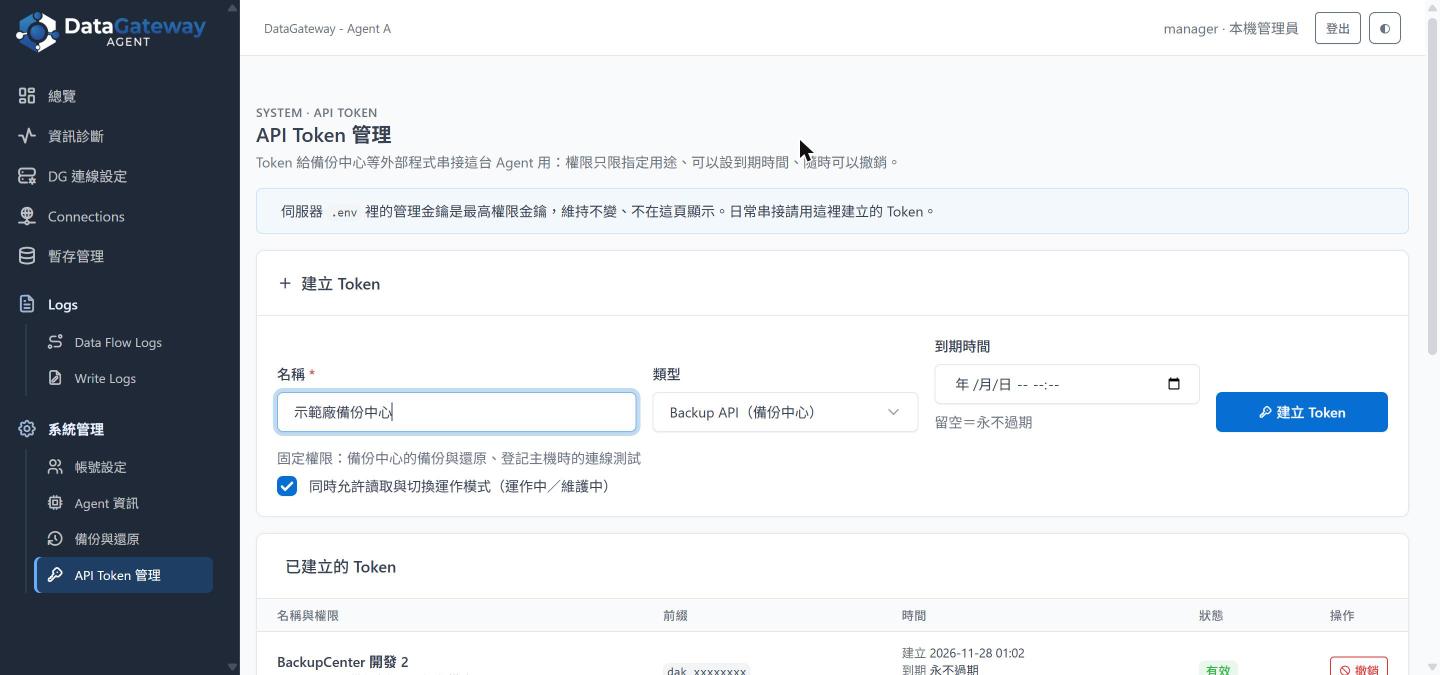 DataGateway
AGENT
DataGateway - Agent A
manager · 本機管理員
登出
總覽
資訊診斷
DG 連線設定
Connections
暫存管理
Logs
Data Flow Logs
Write Logs
系統管理
帳號設定
Agent 資訊
備份與還原
API Token 管理
SYSTEM · API TOKEN
API Token 管理
Token 給備份中心等外部程式串接這台 Agent 用：權限只限指定用途、可以設到期時間、隨時可以撤銷。
伺服器 .env 裡的管理金鑰是最高權限金鑰，維持不變、不在這頁顯示。日常串接請用這裡建立的 Token。
+ 建立 Token
名稱 *
示範廠備份中心
類型
Backup API（備份中心）
到期時間
年 /月/日 -- --:--
留空＝永不過期
建立 Token
固定權限：備份中心的備份與還原、登記主機時的連線測試
同時允許讀取與切換運作模式（運作中／維護中）
已建立的 Token
名稱與權限 前綴 時間 狀態 操作
BackupCenter 開發 2
dak_xxxxxxxx
建立 2026-11-28 01:02
到期 永不過期
有效
撤銷